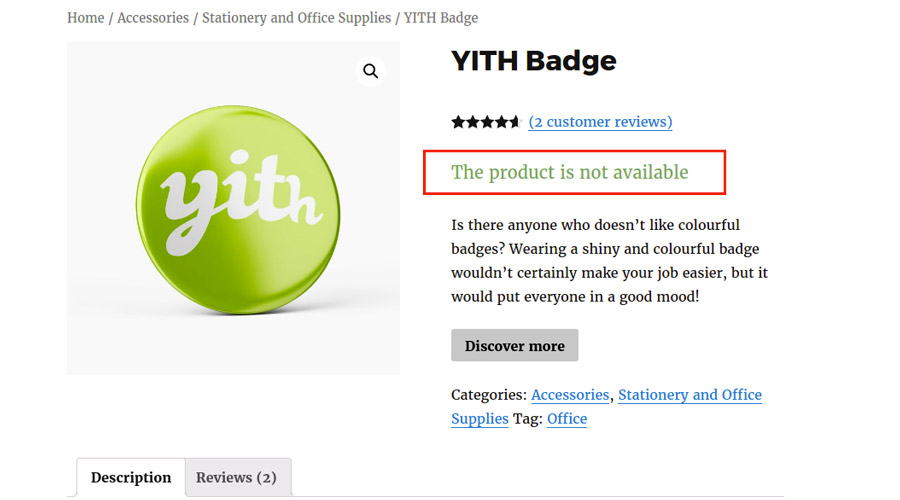 Home / Accessories / Stationery and Office Supplies / YITH Badge
yith
YITH Badge
(2 customer reviews)
The product is not available
Is there anyone who doesn’t like colourful
badges? Wearing a shiny and colourful badge
wouldn’t certainly make your job easier, but it
would put everyone in a good mood!
Discover more
Categories: Accessories, Stationery and Office
Supplies Tag: Office
Description
Reviews (2)